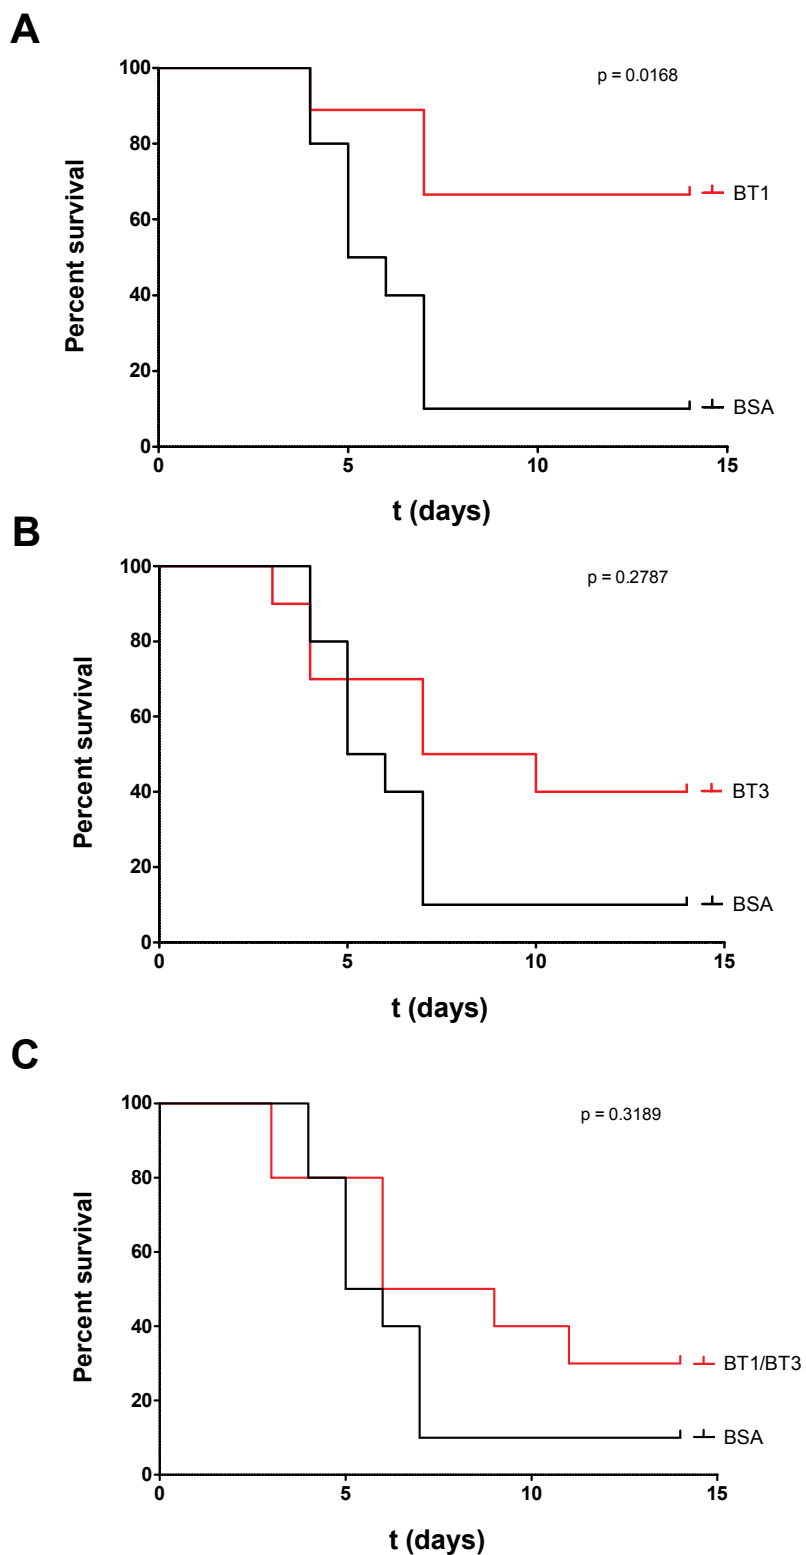 A
100
p = 0.0168
80
60
40
20
0
Percent survival
BT1
BSA
0 5 10 15
t (days)
B
100
p = 0.2787
80
60
40
20
0
Percent survival
BT3
BSA
0 5 10 15
t (days)
C
100
p = 0.3189
80
60
40
20
0
Percent survival
BT1/BT3
BSA
0 5 10 15
t (days)